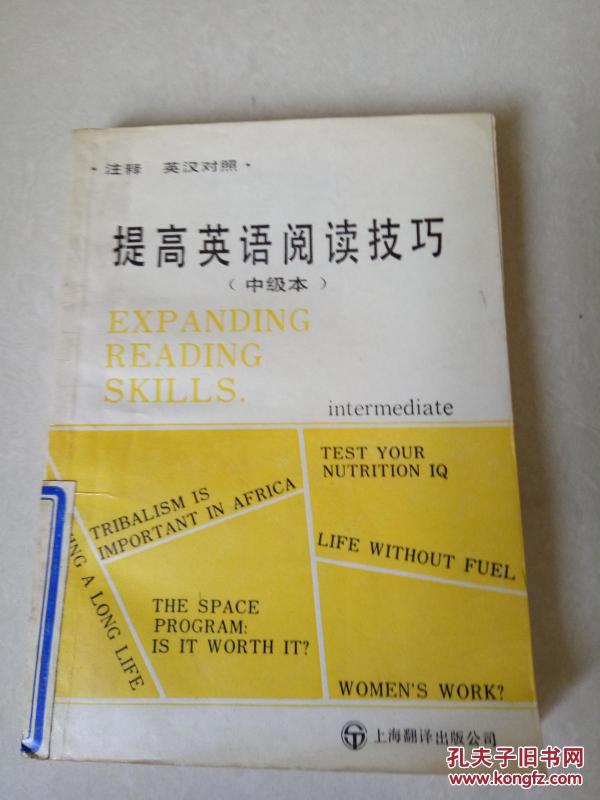 · 注释 英汉对照 ·
提高英语阅读技巧
（中级本）
EXPANDING
READING
SKILLS.
intermediate
TEST YOUR
NUTRITION IQ
TRIBALISM IS
IMPORTANT IN AFRICA
LIFE WITHOUT FUEL
A LONG LIFE
THE SPACE
PROGRAM:
IS IT WORTH IT?
WOMEN'S WORK?
上海翻译出版公司
孔夫子旧书网
www.kongfz.com